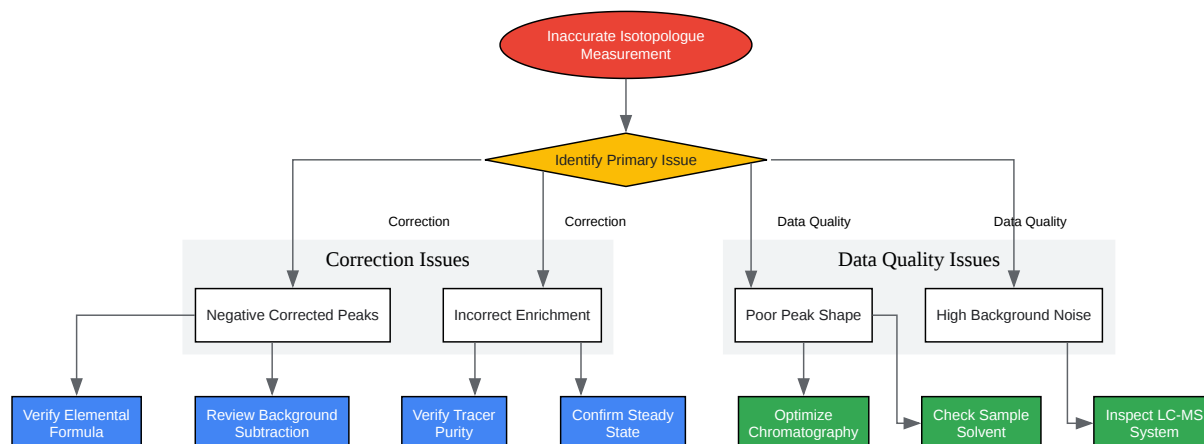 Inaccurate Isotopologue
Measurement
Identify Primary Issue
Correction
Correction
Data Quality
Data Quality
Correction Issues
Data Quality Issues
Negative Corrected Peaks
Incorrect Enrichment
Poor Peak Shape
High Background Noise
Verify Elemental
Formula
Review Background
Subtraction
Verify Tracer
Purity
Confirm Steady
State
Optimize
Chromatography
Check Sample
Solvent
Inspect LC-MS
System